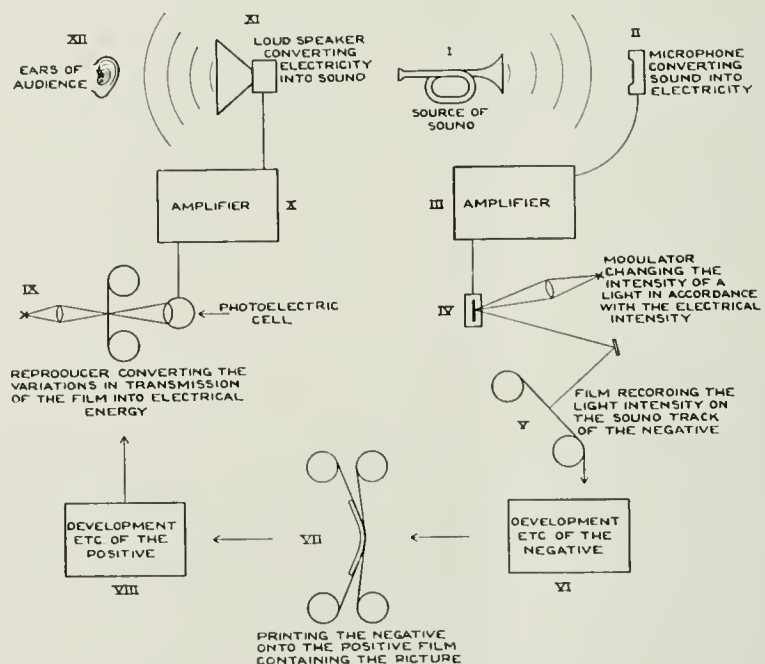 XII
EARS OF
AUDIENCE
XI
LOUD SPEAKER
CONVERTING
ELECTRICITY
INTO SOUND
I
SOURCE OF
SOUND
II
MICROPHONE
CONVERTING
SOUND INTO
ELECTRICITY
AMPLIFIER
X
III
AMPLIFIER
IX
PHOTOELECTRIC
CELL
REPRODUCER CONVERTING THE
VARIATIONS IN TRANSMISSION
OF THE FILM INTO ELECTRICAL
ENERGY
IV
MODULATOR
CHANGING THE
INTENSITY OF A
LIGHT IN ACCORDANCE
WITH THE ELECTRICAL
INTENSITY
V
FILM RECORDING THE
LIGHT INTENSITY ON
THE SOUND TRACK
OF THE NEGATIVE
DEVELOPMENT
ETC OF THE
POSITIVE
VIII
VII
PRINTING THE NEGATIVE
ONTO THE POSITIVE FILM
CONTAINING THE PICTURE
DEVELOPMENT
ETC OF THE
NEGATIVE
VI